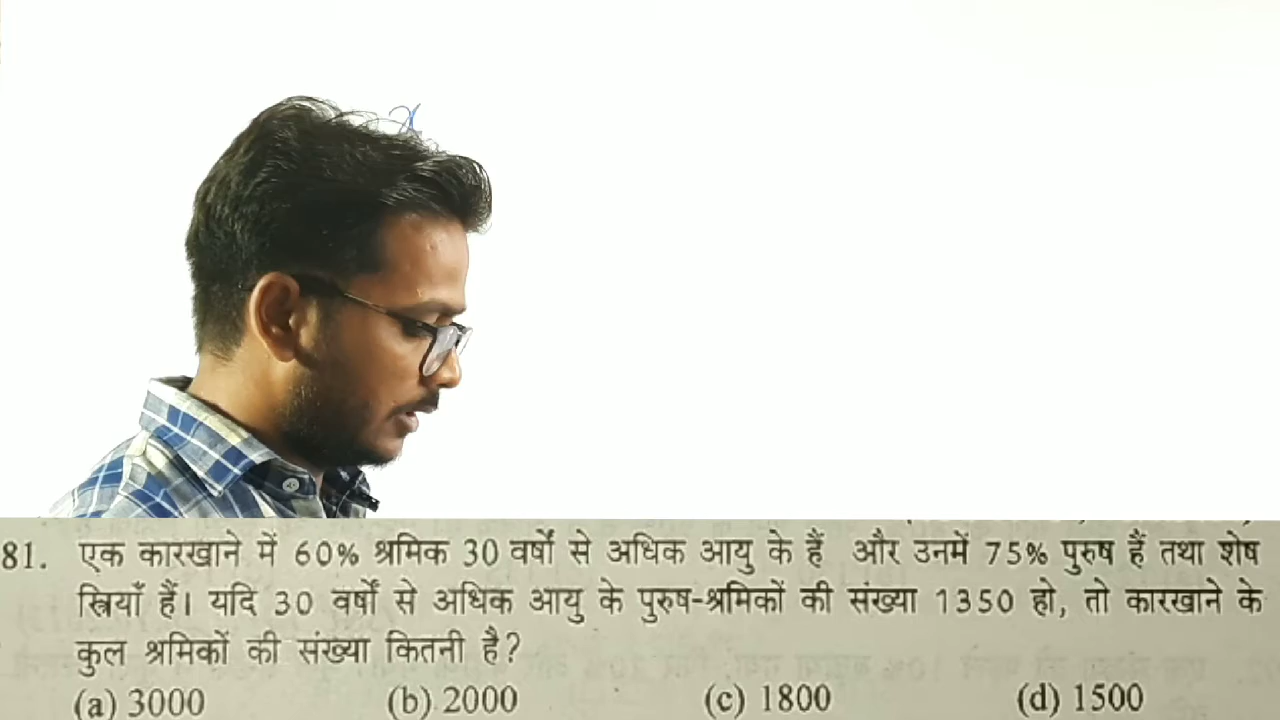 x
81. एक कारखाने में 60% श्रमिक 30 वर्षों से अधिक आयु के हैं और उनमें 75% पुरुष हैं तथा शेष
स्त्रियाँ हैं। यदि 30 वर्षों से अधिक आयु के पुरुष-श्रमिकों की संख्या 1350 हो, तो कारखाने के
कुल श्रमिकों की संख्या कितनी है?
(a) 3000 (b) 2000 (c) 1800 (d) 1500